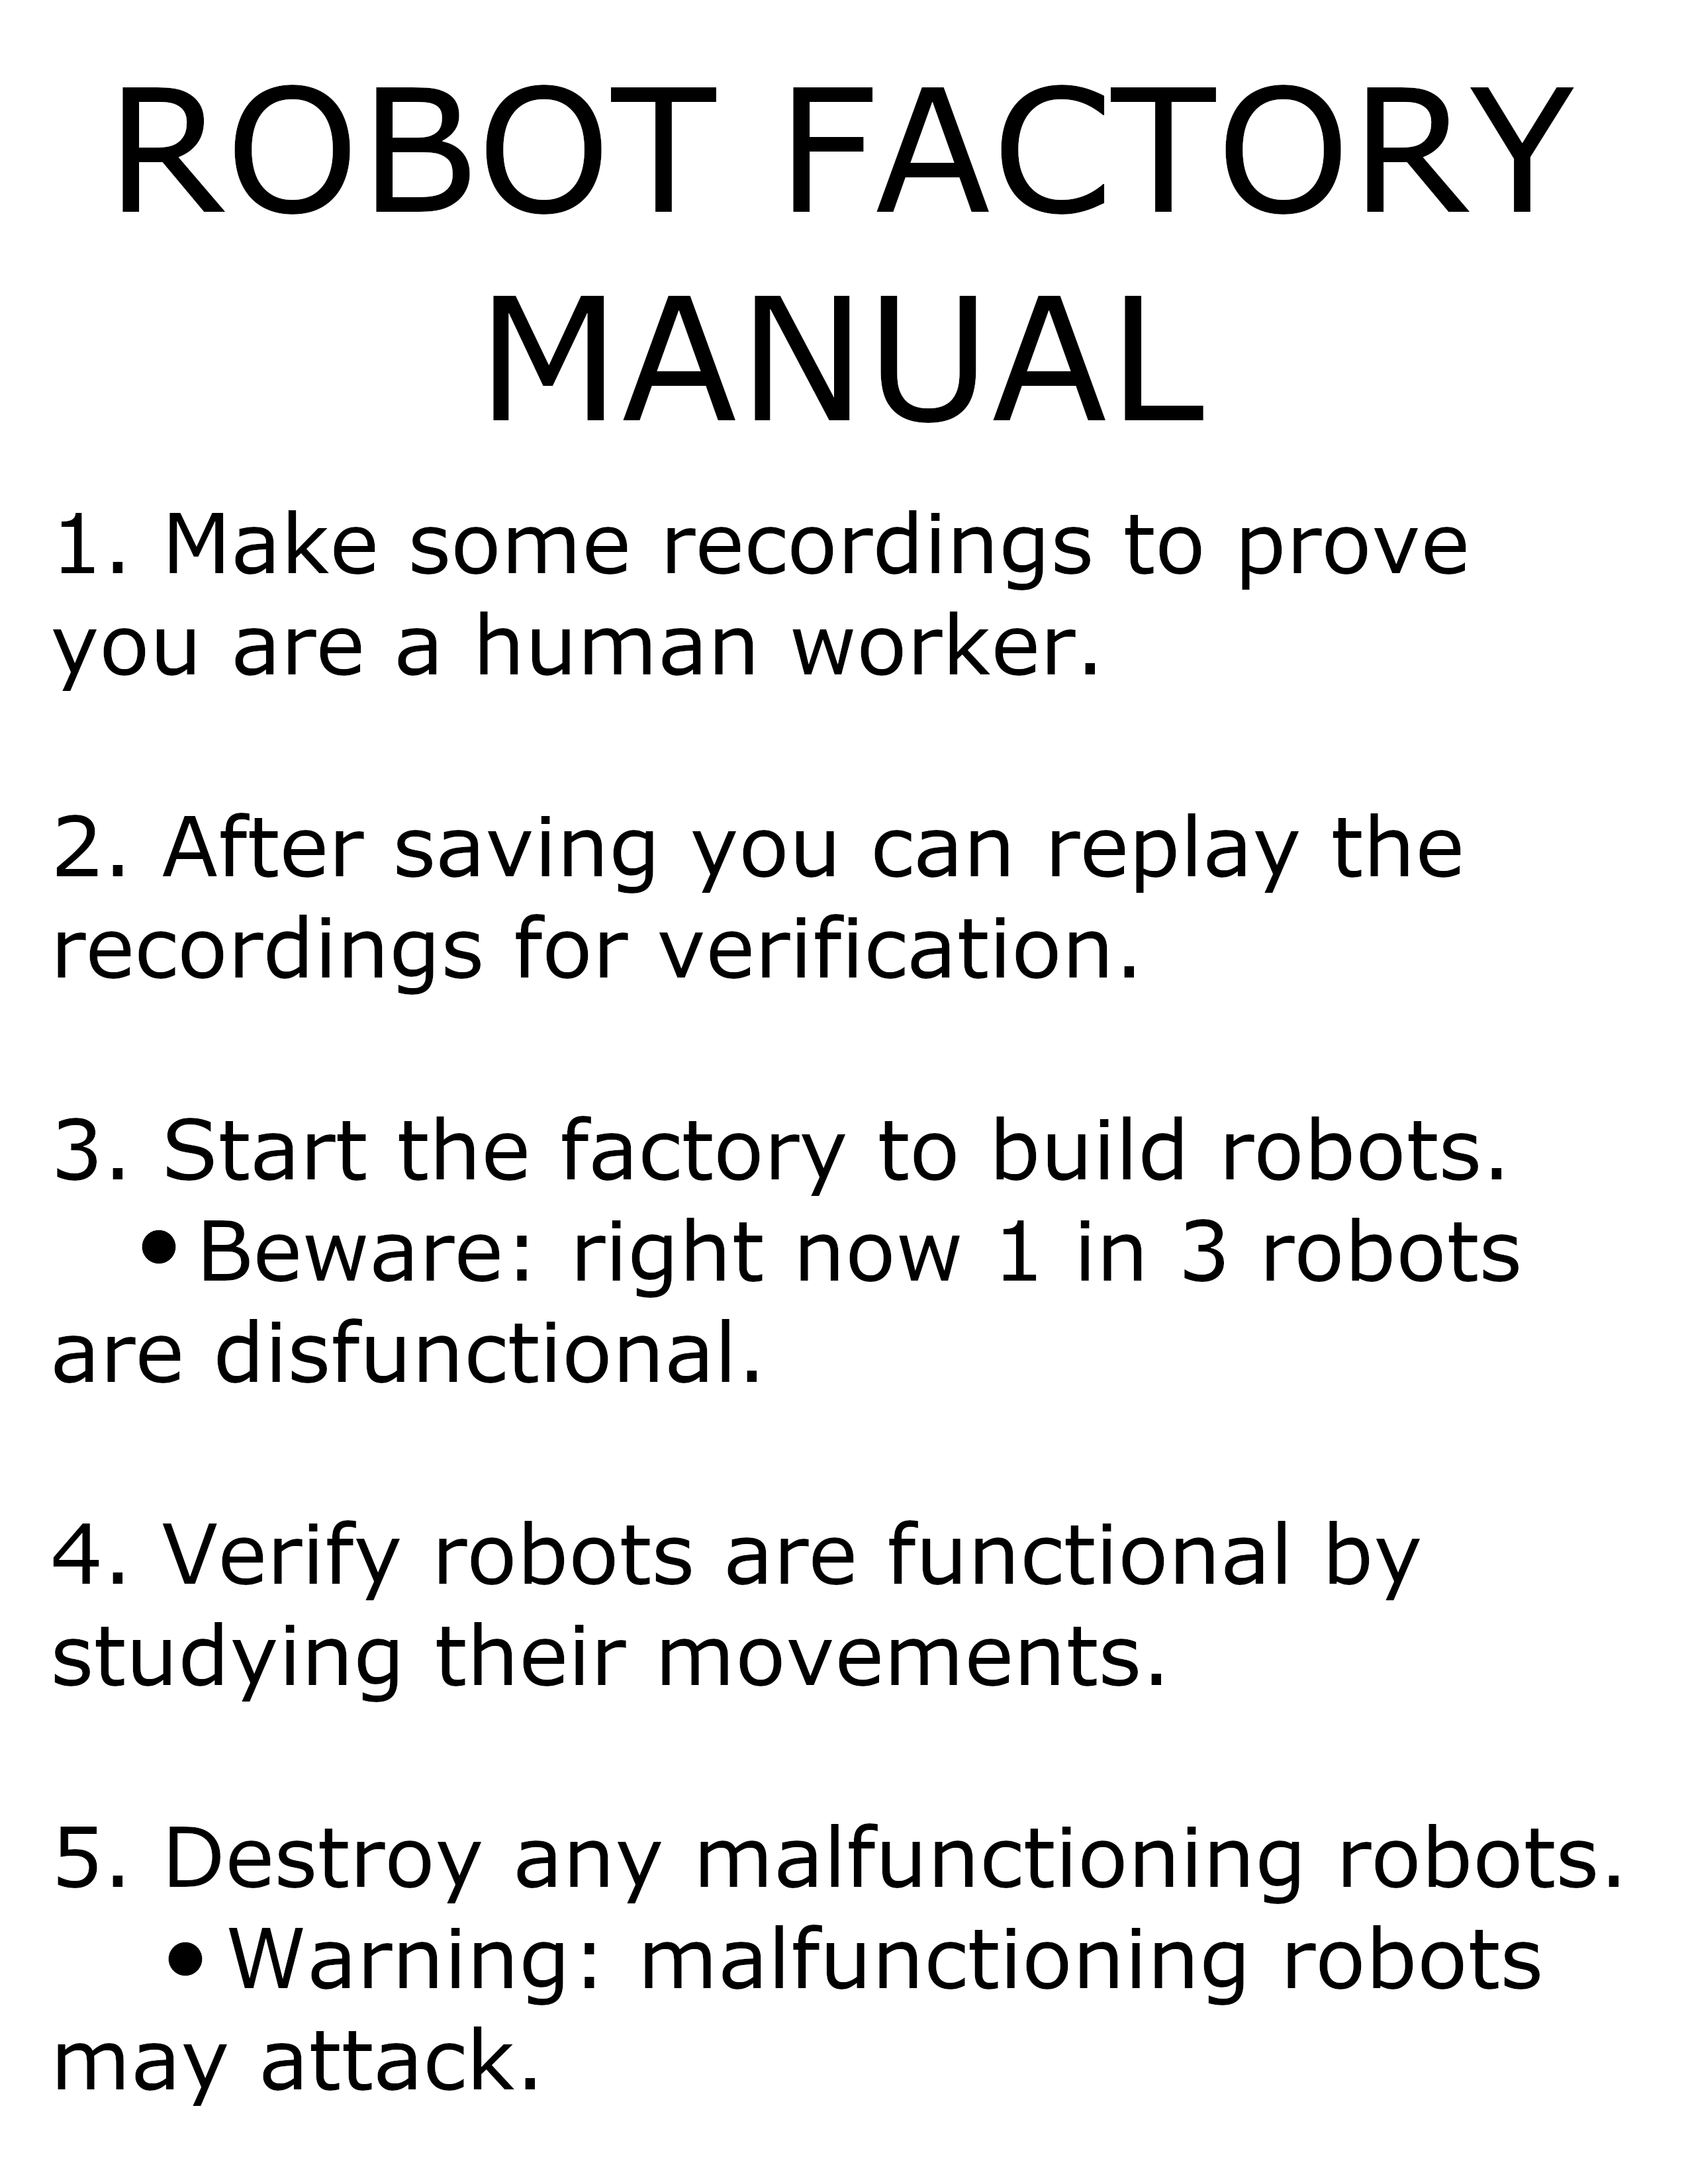 ROBOT FACTORY
MANUAL
1. Make some recordings to prove
you are a human worker.
2. After saving you can replay the
recordings for verification.
3. Start the factory to build robots.
• Beware: right now 1 in 3 robots
are disfunctional.
4. Verify robots are functional by
studying their movements.
5. Destroy any malfunctioning robots.
• Warning: malfunctioning robots
may attack.